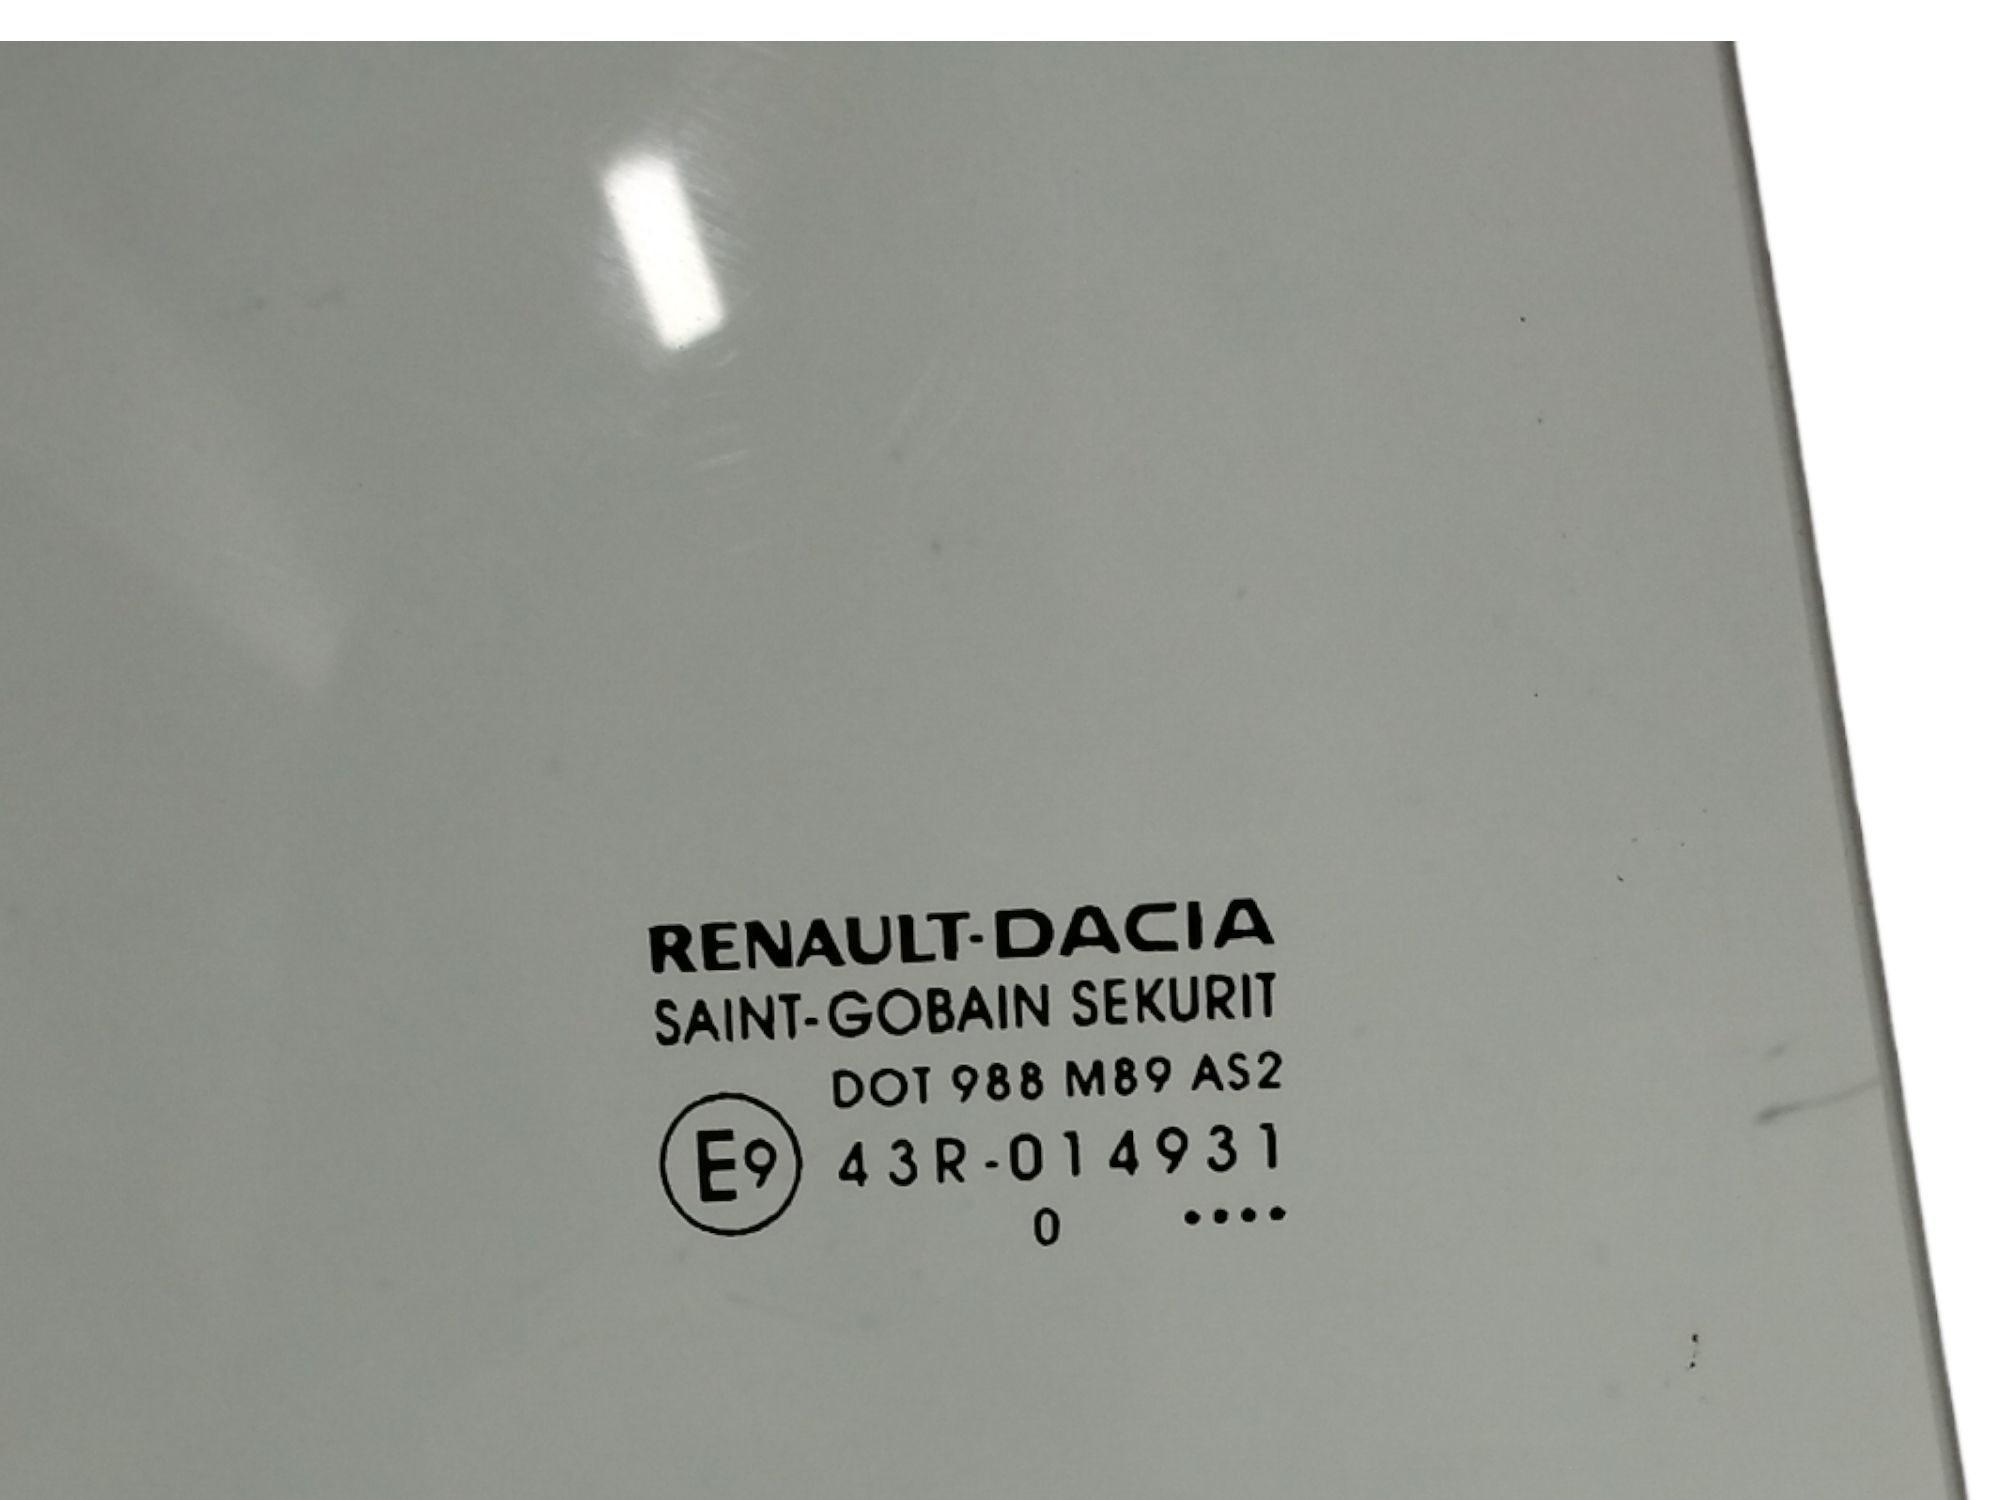 RENAULT-DACIA
SAINT-GOBAIN SEKURIT
DOT 988 M89 AS2
E9 43R-014931
0 ••••